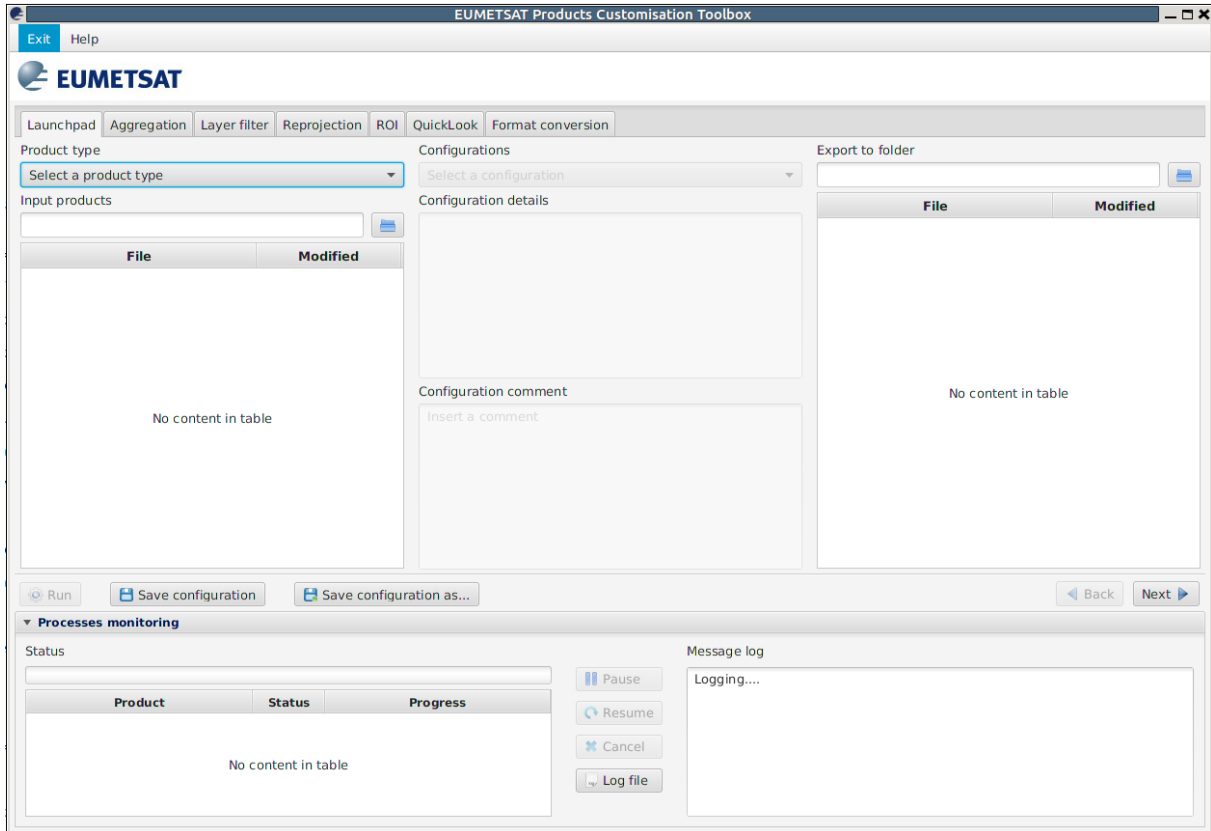 EUMETSAT Products Customisation Toolbox
Exit Help
EUMETSAT
Launchpad Aggregation Layer filter Reprojection ROI QuickLook Format conversion
Product type Configurations Export to folder
Select a product type Select a configuration
Input products Configuration details
File Modified
File Modified
Configuration comment
No content in table
Insert a comment
No content in table
Run Save configuration Save configuration as... Back Next
Processes monitoring
Status Message log
Pause Logging....
Product Status Progress
Resume
Cancel
No content in table
Log file